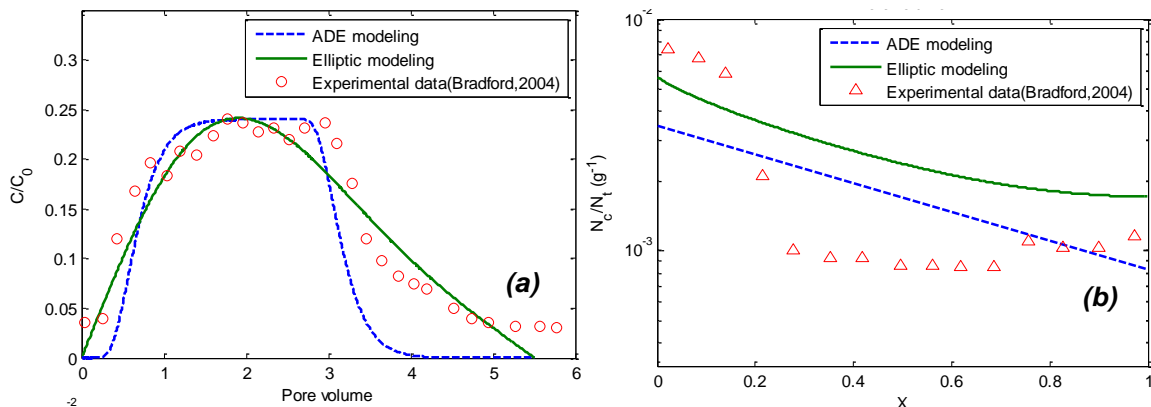 ADE modeling
Elliptic modeling
Experimental data(Bradford,2004)
0.3
0.25
0.2
0.15
0.1
0.05
0
C/C0
(a)
0 1 2 3 4 5 6
Pore volume
-2
10-2
ADE modeling
Elliptic modeling
Experimental data(Bradford,2004)
Nc/Nt (g-1)
10-3
(b)
0 0.2 0.4 0.6 0.8 1
X